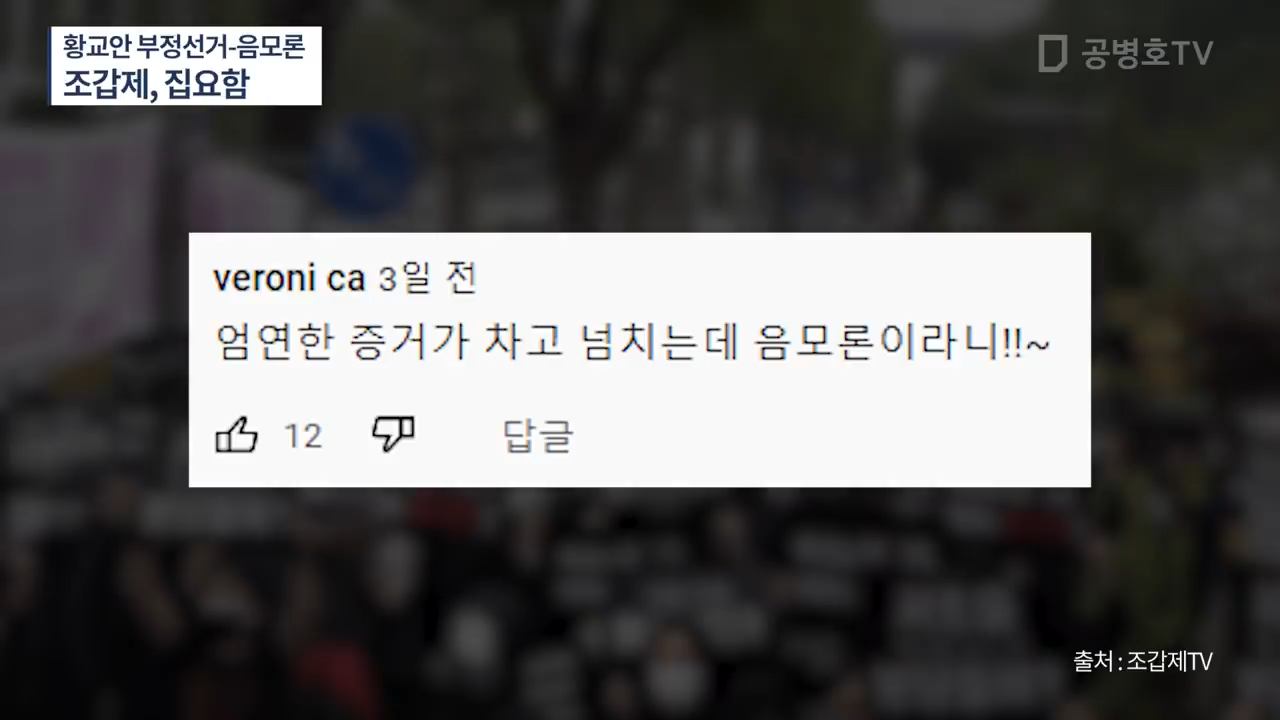 황교안 부정선거-음모론
조갑제, 집요함
공병호TV
veroni ca 3일 전
엄연한 증거가 차고 넘치는데 음모론이라니!!~
12 답글
출처 : 조갑제TV